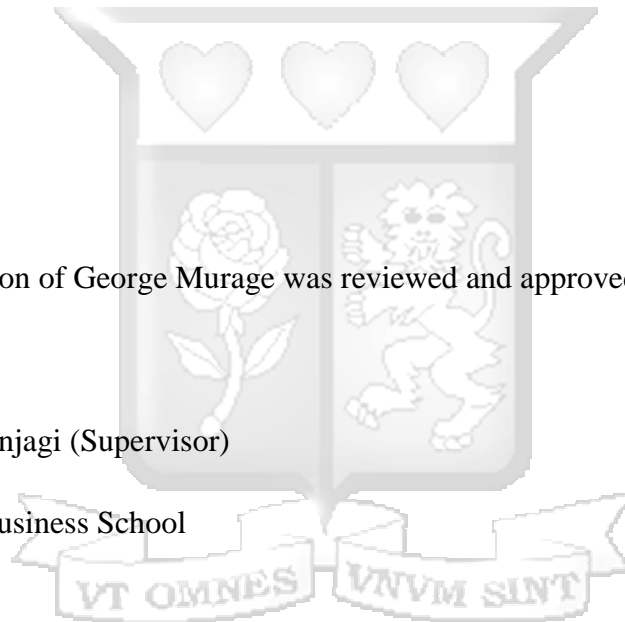 on of George Murage was reviewed and approved
njagi (Supervisor)
usiness School
VT OMNES VNVM SINT